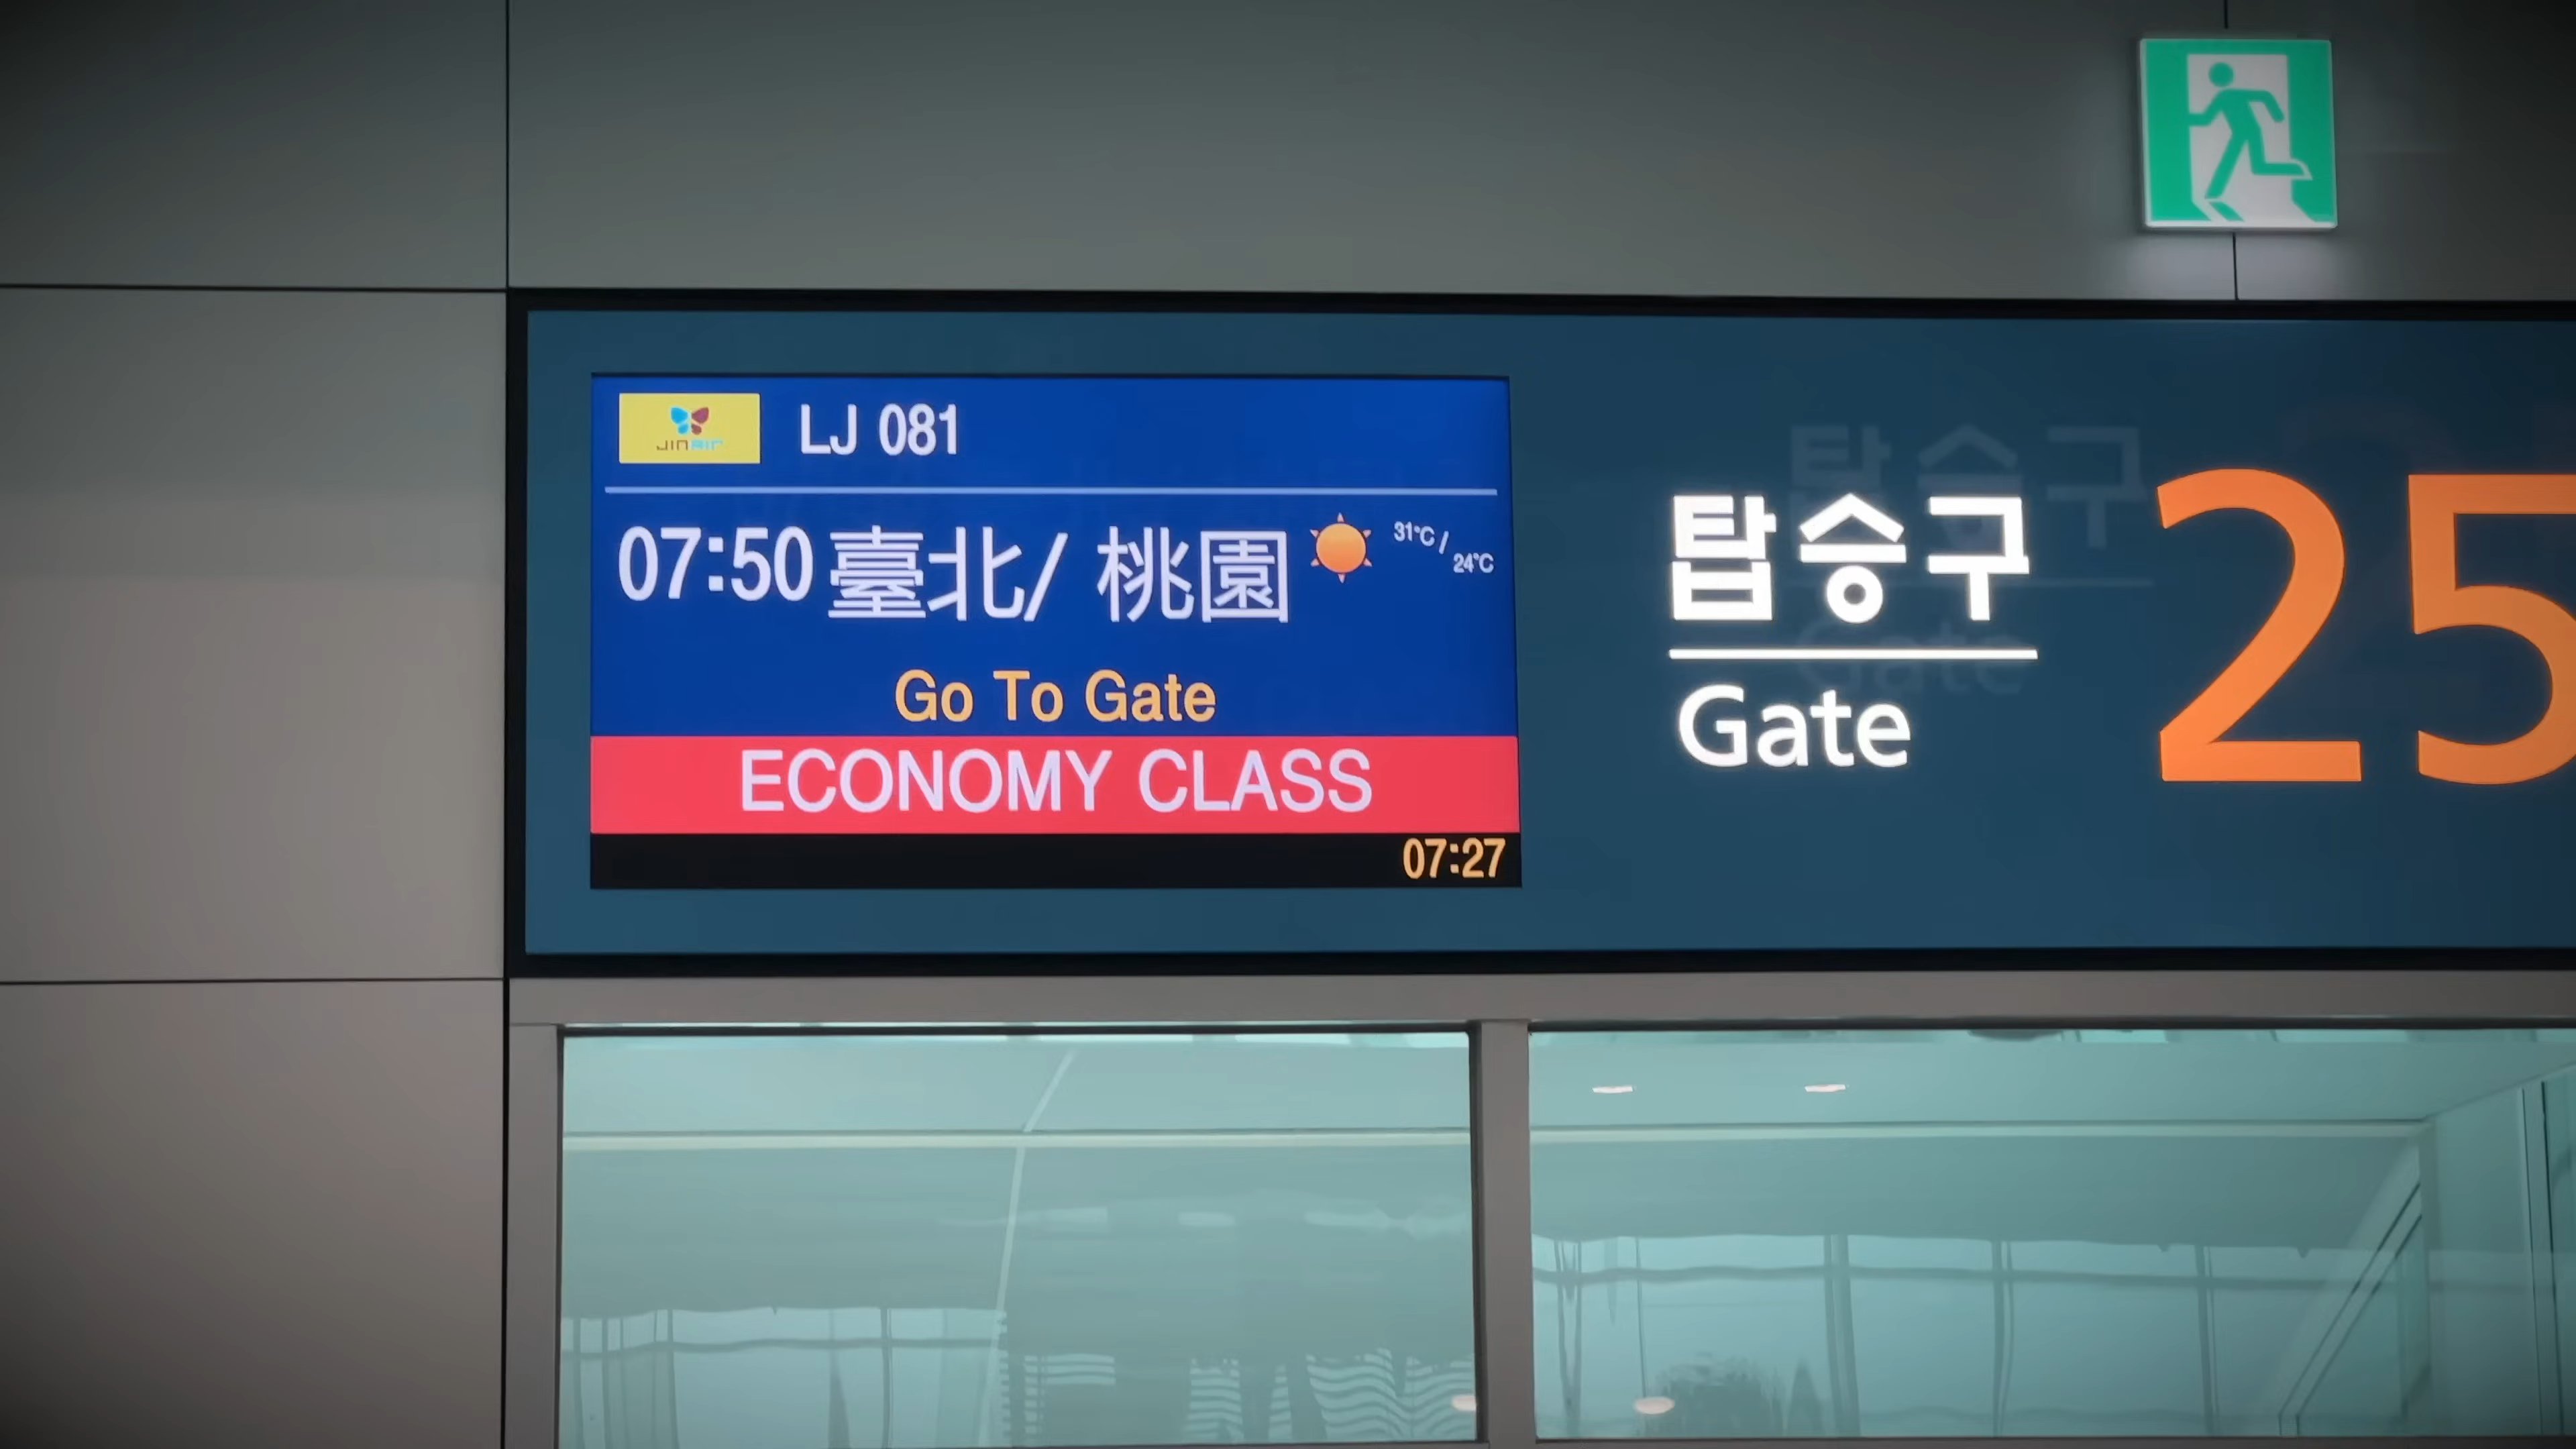 JINAIR
LJ 081
07:50 臺北/ 桃園
31°C/
24°C
Go To Gate
ECONOMY CLASS
07:27
탑승구
Gate
25